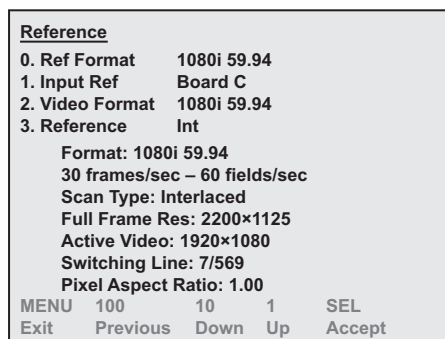 Reference
0. Ref Format 1080i 59.94
1. Input Ref Board C
2. Video Format 1080i 59.94
3. Reference Int
Format: 1080i 59.94
30 frames/sec – 60 fields/sec
Scan Type: Interlaced
Full Frame Res: 2200×1125
Active Video: 1920×1080
Switching Line: 7/569
Pixel Aspect Ratio: 1.00
MENU 100 10 1 SEL
Exit Previous Down Up Accept